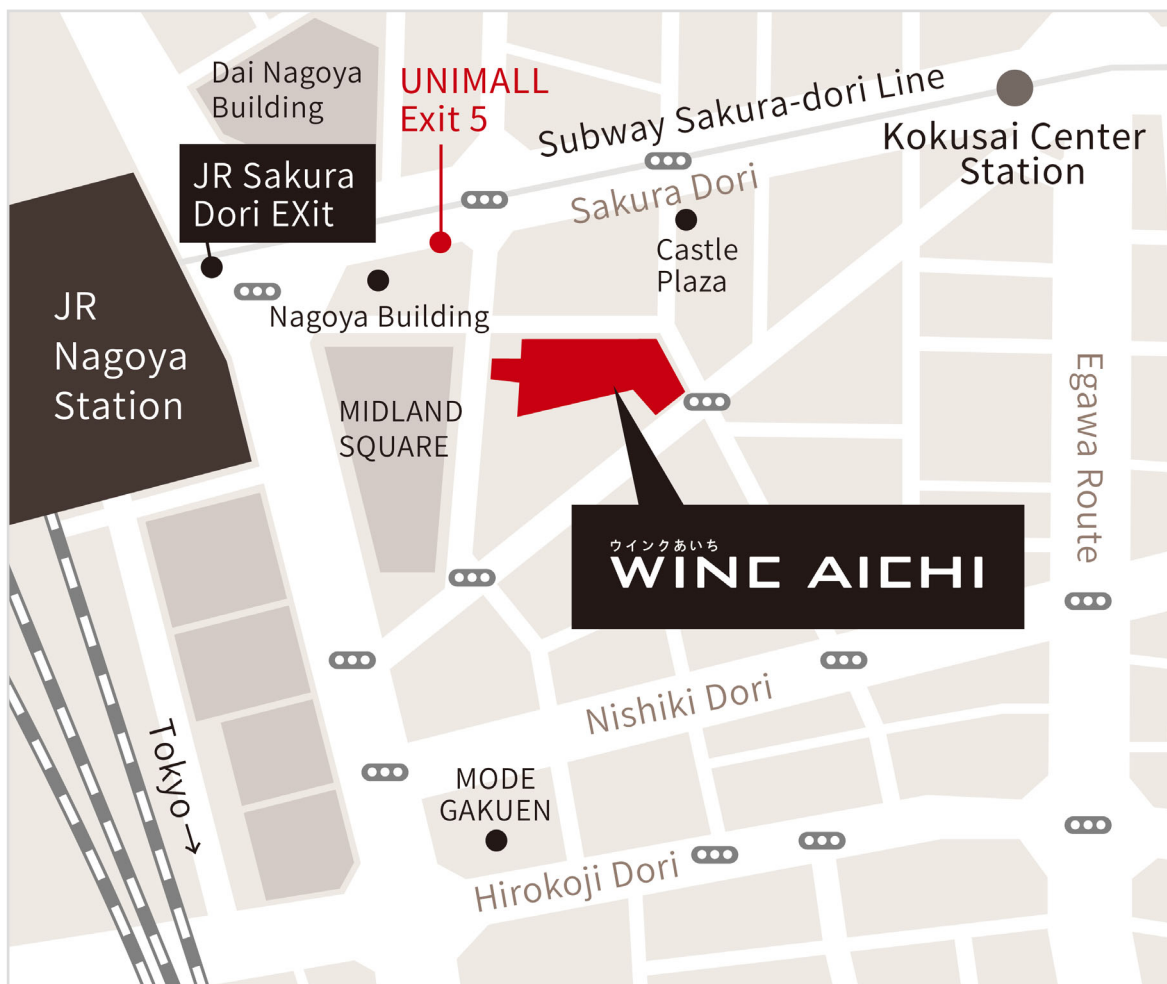 Dai Nagoya
Building
UNIMALL
Exit 5
Subway Sakura-dori Line
Kokusai Center
Station
JR Sakura
Dori EXit
Sakura Dori
Castle
Plaza
JR
Nagoya
Station
Nagoya Building
MIDLAND
SQUARE
Egawa Route
ウインクあいち
WINC AICHI
Nishiki Dori
Tokyo→
MODE
GAKUEN
Hirokoji Dori